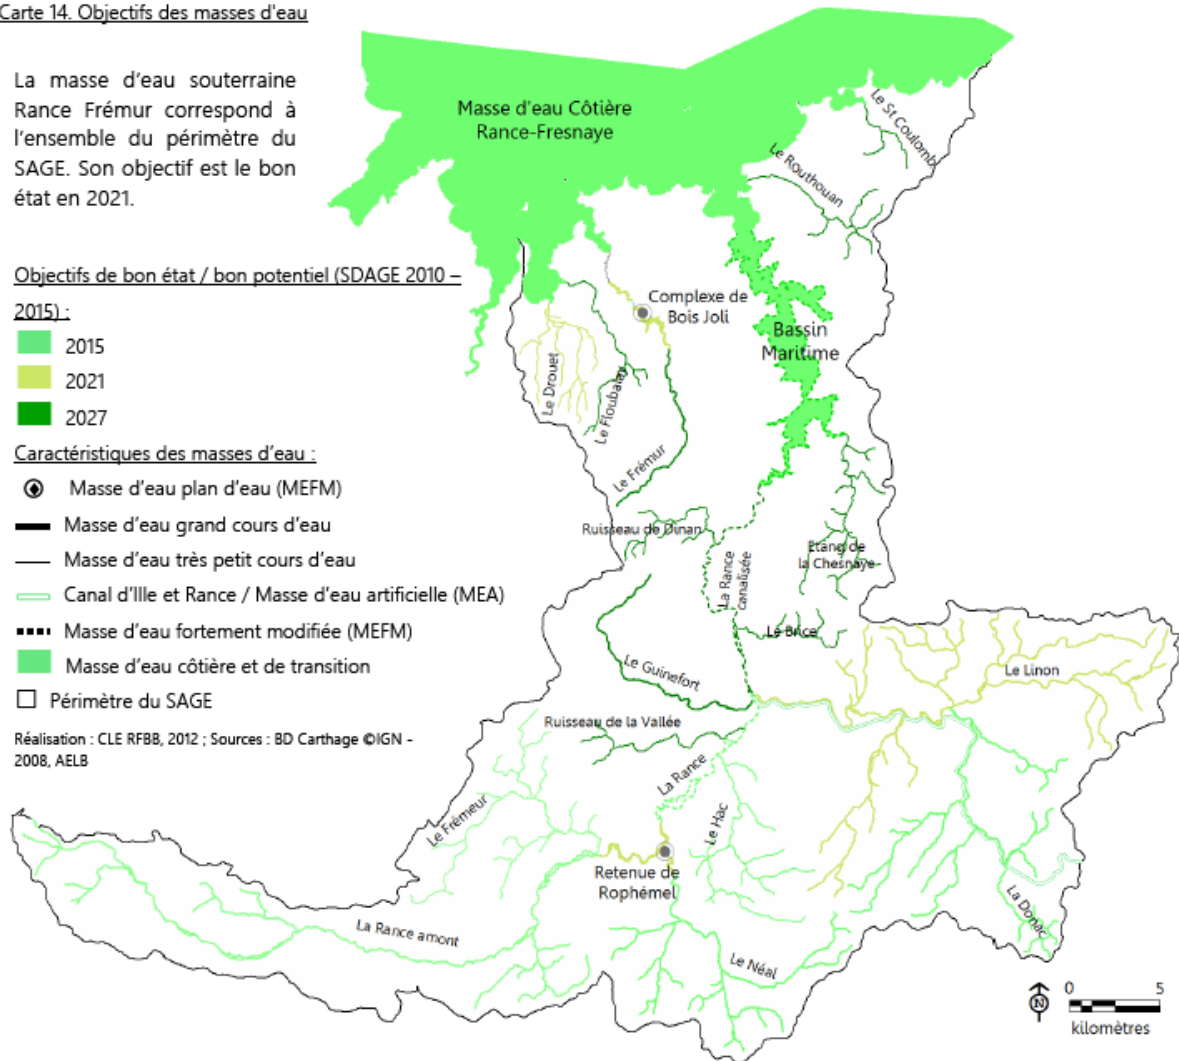 Carte 14. Objectifs des masses d'eau
La masse d'eau souterraine
Rance Frémur correspond à
l'ensemble du périmètre du
SAGE. Son objectif est le bon
état en 2021.
Objectifs de bon état / bon potentiel (SDAGE 2010 –
2015) :
2015
2021
2027
Caractéristiques des masses d'eau :
Masse d'eau plan d'eau (MEFM)
Masse d'eau grand cours d'eau
Masse d'eau très petit cours d'eau
Canal d'Ille et Rance / Masse d'eau artificielle (MEA)
Masse d'eau fortement modifiée (MEFM)
Masse d'eau côtière et de transition
Périmètre du SAGE
Réalisation : CLE RFBB, 2012 ; Sources : BD Carthage ©IGN -
2008, AELB
Masse d'eau Côtière
Rance-Fresnaye
Le St Coulomb
Le Routhouan
Complexe de
Bois Joli
Bassin
Maritime
Le Drouet
Le Floubalay
Le Frémur
Ruisseau de Dinan
La Rance
canalisée
Etang de
la Chesnaye
Le Brice
Le Guinefort
Le Linon
Ruisseau de la Vallée
La Rance
Le Frémeur
Le Hac
Retenue de
Rophémel
La Rance amont
Le Néal
La Donac
N
0 5
kilomètres